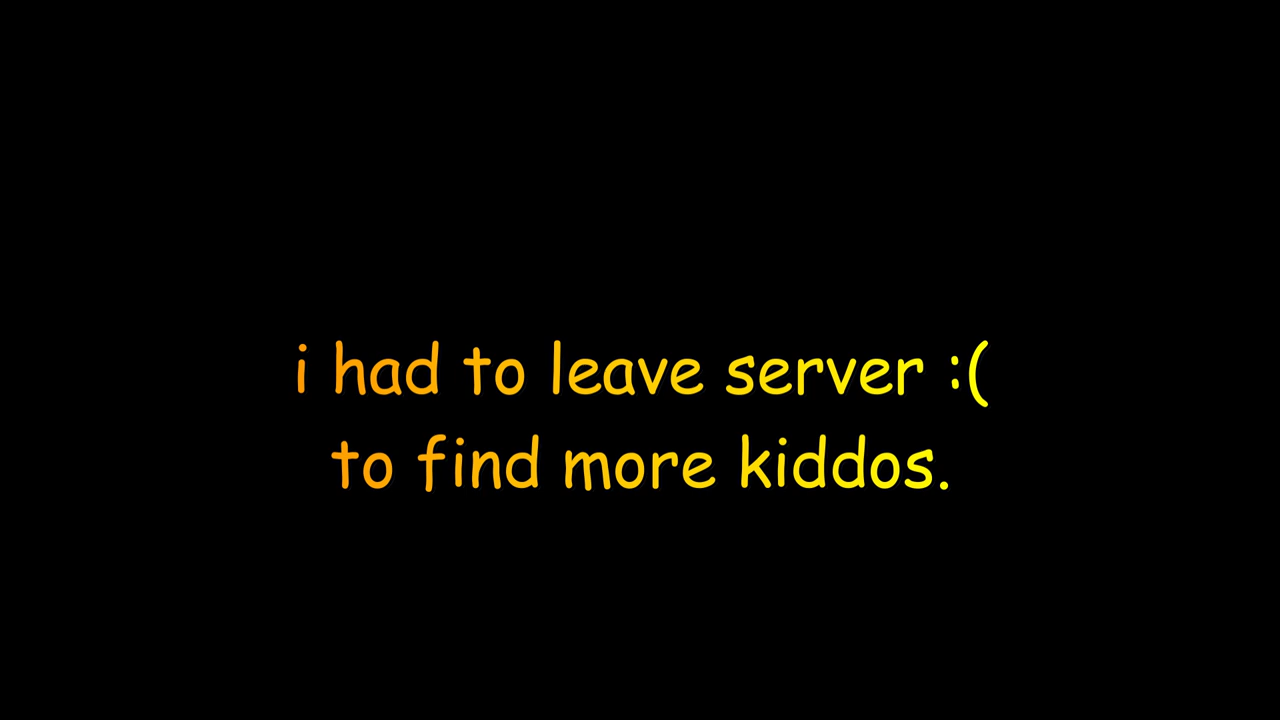 i had to leave server :(
to find more kiddos.